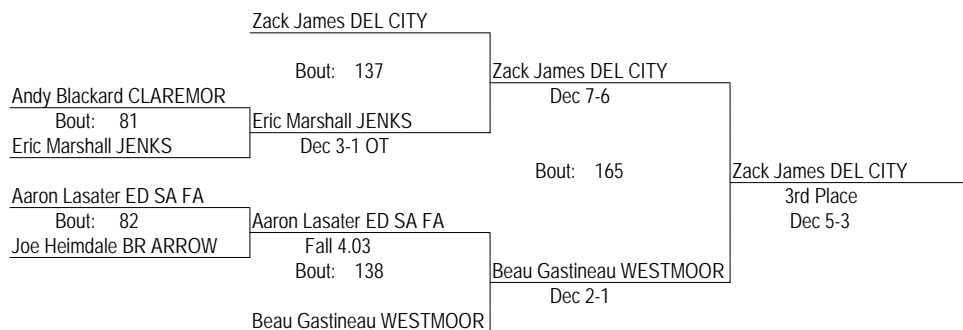 Zack James DEL CITY
Bout: 137
Zack James DEL CITY
Andy Blackard CLAREMOR
Dec 7-6
Bout: 81
Eric Marshall JENKS
Eric Marshall JENKS
Dec 3-1 OT
Bout: 165
Zack James DEL CITY
Aaron Lasater ED SA FA
3rd Place
Bout: 82
Aaron Lasater ED SA FA
Dec 5-3
Joe Heimdale BR ARROW
Fall 4.03
Bout: 138
Beau Gastineau WESTMOOR
Dec 2-1
Beau Gastineau WESTMOOR